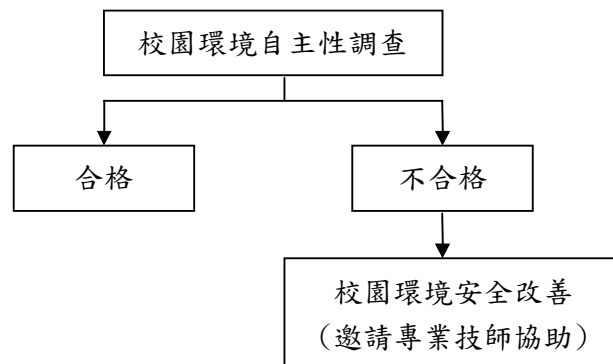 校園環境自主性調查
合格
不合格
校園環境安全改善
（邀請專業技師協助）